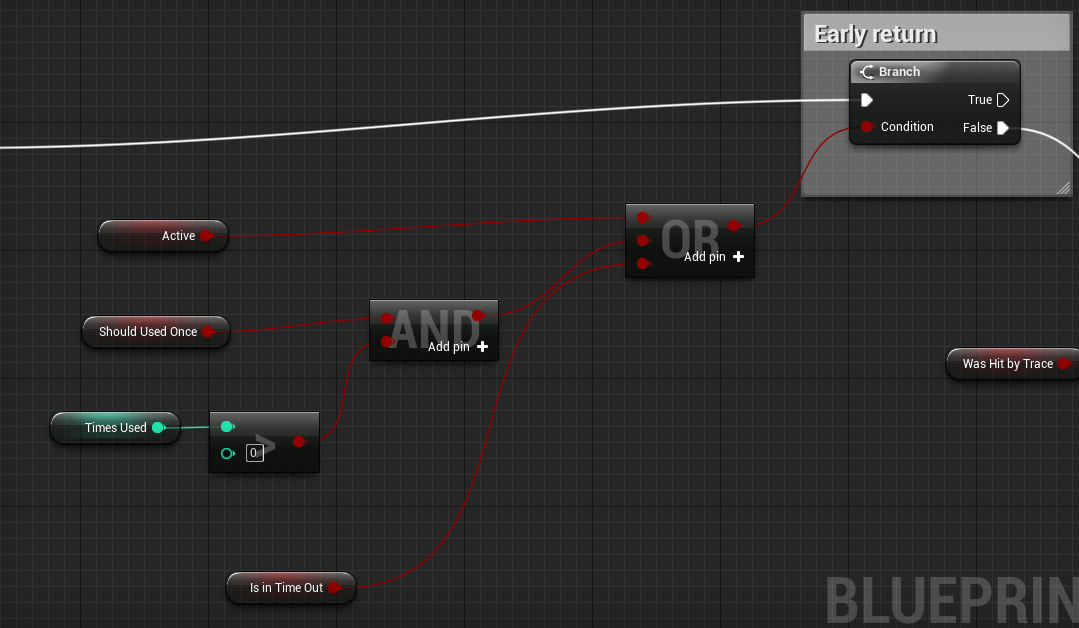 Early return
Branch
True
Condition
False
Active
OR
Add pin
Should Used Once
AND
Add pin
Was Hit by Trace
Times Used
>
0
Is in Time Out
BLUEPRIN